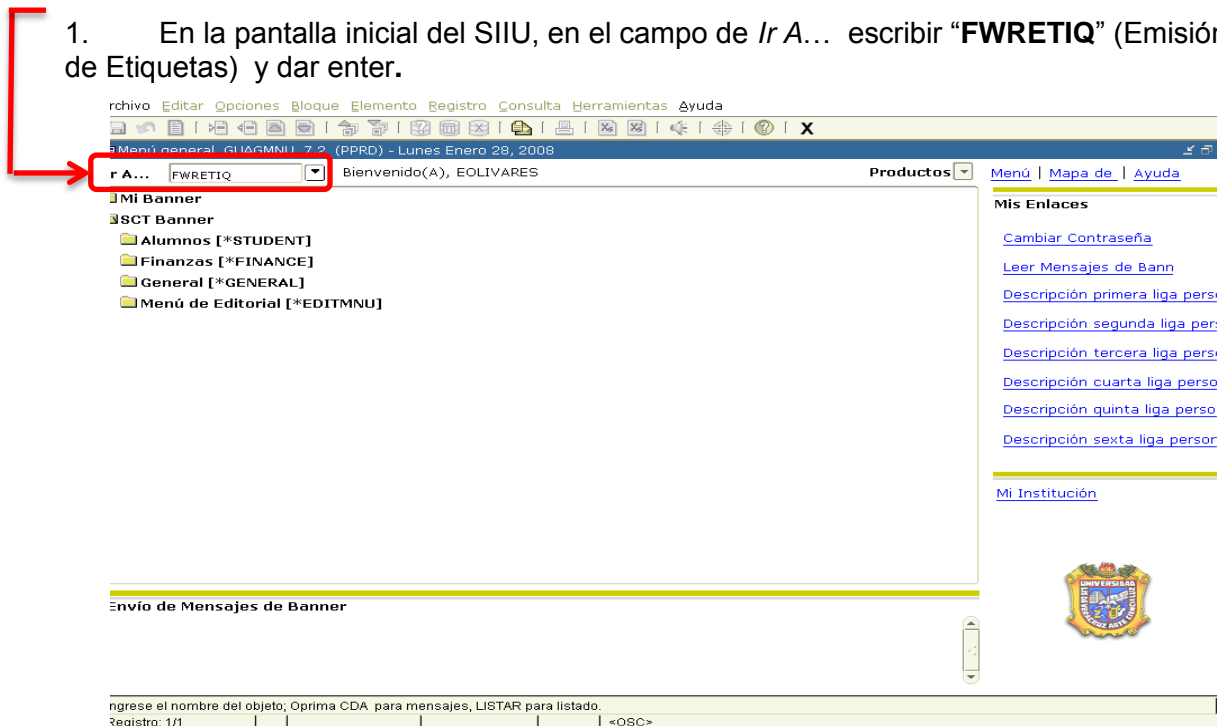 1. En la pantalla inicial del SIIU, en el campo de Ir A… escribir “FWRETIQ” (Emisión
de Etiquetas) y dar enter.
rchivo Editar Opciones Bloque Elemento Registro Consulta Herramientas Ayuda
Menú general GUAGMNU 7.2 (PPRD) - Lunes Enero 28, 2008
r A... FWRETIQ Bienvenido(A), EOLIVARES Productos Menú | Mapa de | Ayuda
Mi Banner
SCT Banner
Alumnos [*STUDENT]
Finanzas [*FINANCE]
General [*GENERAL]
Menú de Editorial [*EDITMNU]
Mis Enlaces
Cambiar Contraseña
Leer Mensajes de Bann
Descripción primera liga pers
Descripción segunda liga per
Descripción tercera liga pers
Descripción cuarta liga perso
Descripción quinta liga perso
Descripción sexta liga person
Mi Institución
Envío de Mensajes de Banner
ngrese el nombre del objeto; Oprima CDA para mensajes, LISTAR para listado.
Registro: 1/1 <OSC>